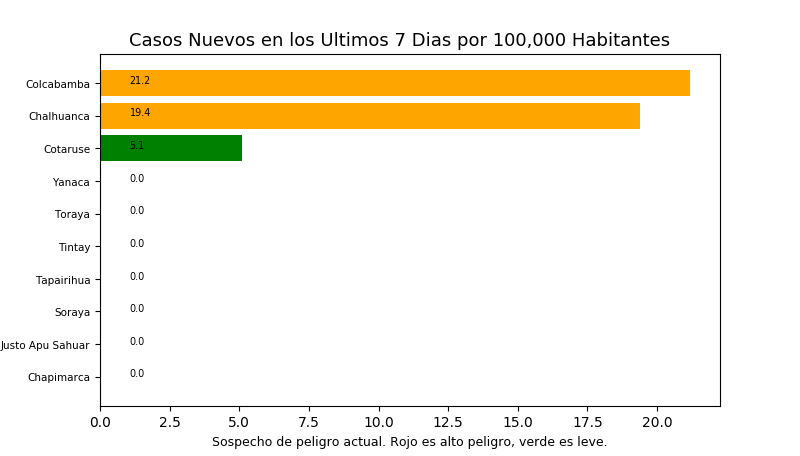 Casos Nuevos en los Ultimos 7 Dias por 100,000 Habitantes
Colcabamba 21.2
Chalhuanca 19.4
Cotaruse 5.1
Yanaca 0.0
Toraya 0.0
Tintay 0.0
Tapairihua 0.0
Soraya 0.0
Justo Apu Sahuar 0.0
Chapimarca 0.0
0.0 2.5 5.0 7.5 10.0 12.5 15.0 17.5 20.0
Sospecho de peligro actual. Rojo es alto peligro, verde es leve.